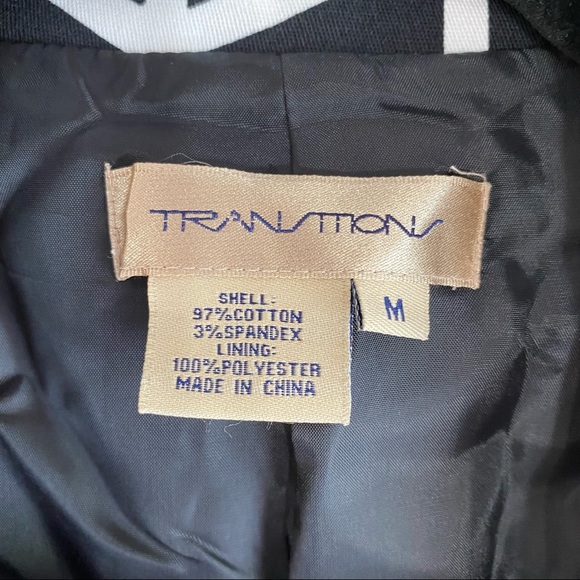 TRANSITIONS
M
SHELL:
97%COTTON
3%SPANDEX
LINING:
100%POLYESTER
MADE IN CHINA